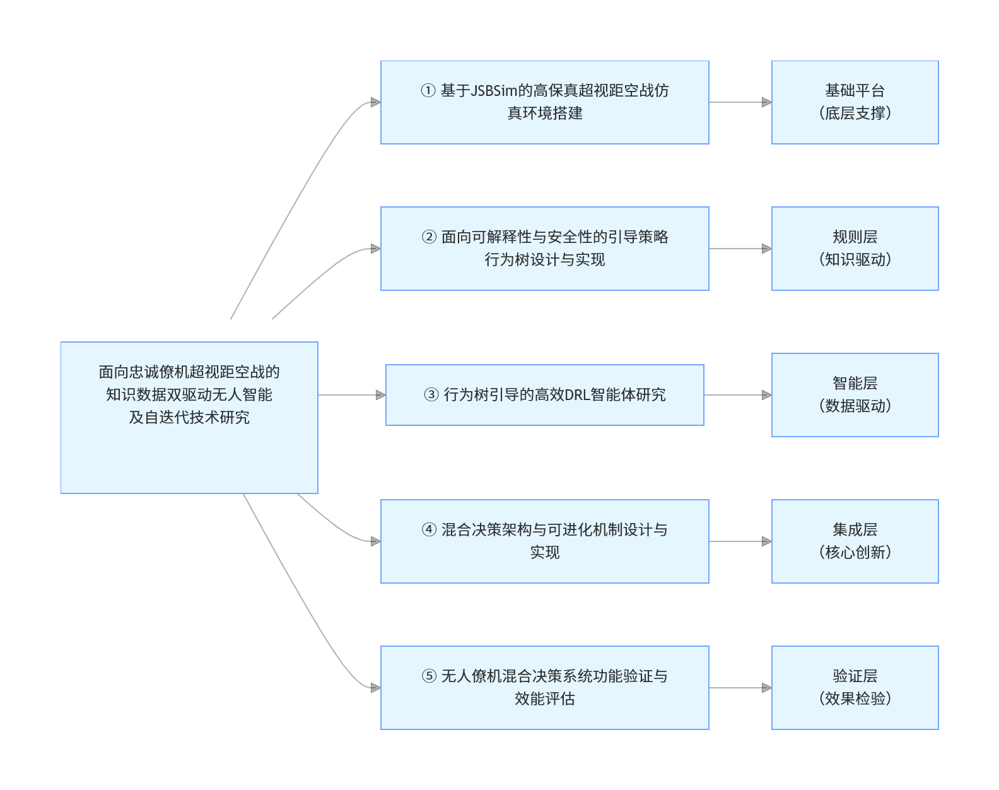 ① 基于JSBSim的高保真超视距空战仿
真环境搭建
基础平台
（底层支撑）
② 面向可解释性与安全性的引导策略
行为树设计与实现
规则层
（知识驱动）
面向忠诚僚机超视距空战的
知识数据双驱动无人智能
及自迭代技术研究
③ 行为树引导的高效DRL智能体研究
智能层
（数据驱动）
④ 混合决策架构与可进化机制设计与
实现
集成层
（核心创新）
⑤ 无人僚机混合决策系统功能验证与
效能评估
验证层
（效果检验）